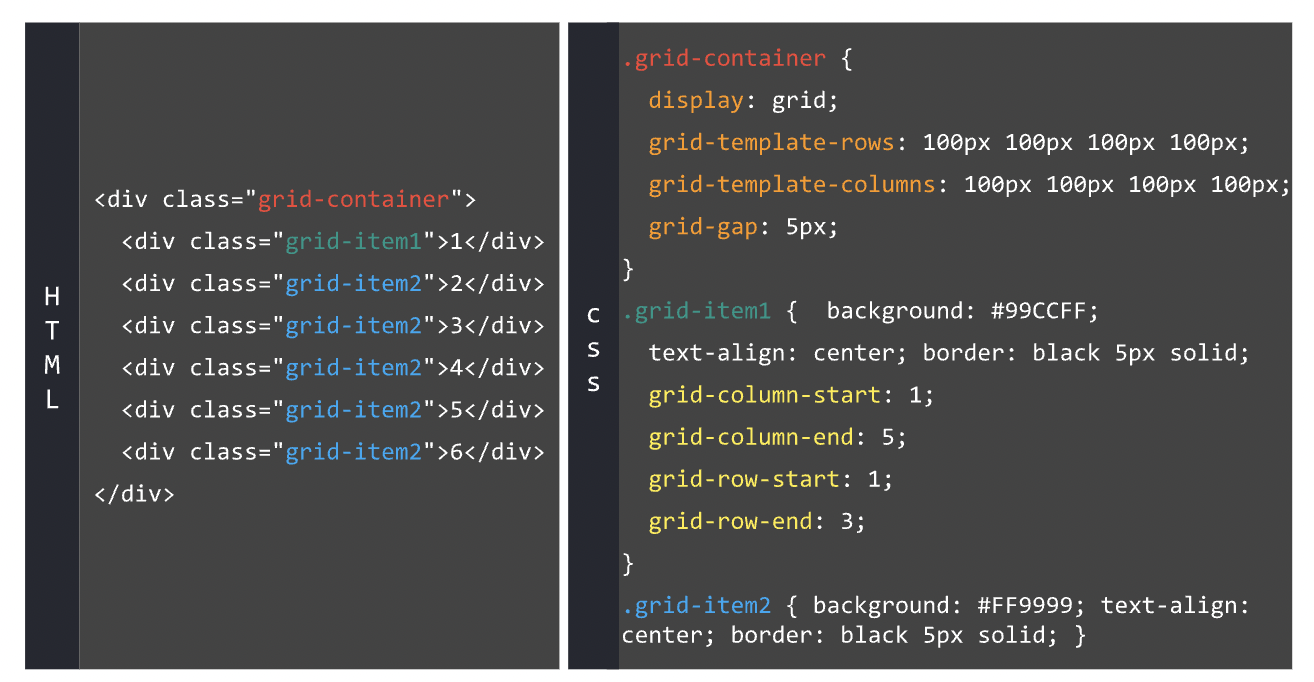 HTML
<div class="grid-container">
  <div class="grid-item1">1</div>
  <div class="grid-item2">2</div>
  <div class="grid-item2">3</div>
  <div class="grid-item2">4</div>
  <div class="grid-item2">5</div>
  <div class="grid-item2">6</div>
</div>
CSS
.grid-container {
  display: grid;
  grid-template-rows: 100px 100px 100px 100px;
  grid-template-columns: 100px 100px 100px 100px;
  grid-gap: 5px;
}
.grid-item1 {  background: #99CCFF;
  text-align: center; border: black 5px solid;
  grid-column-start: 1;
  grid-column-end: 5;
  grid-row-start: 1;
  grid-row-end: 3;
}
.grid-item2 { background: #FF9999; text-align:
center; border: black 5px solid; }